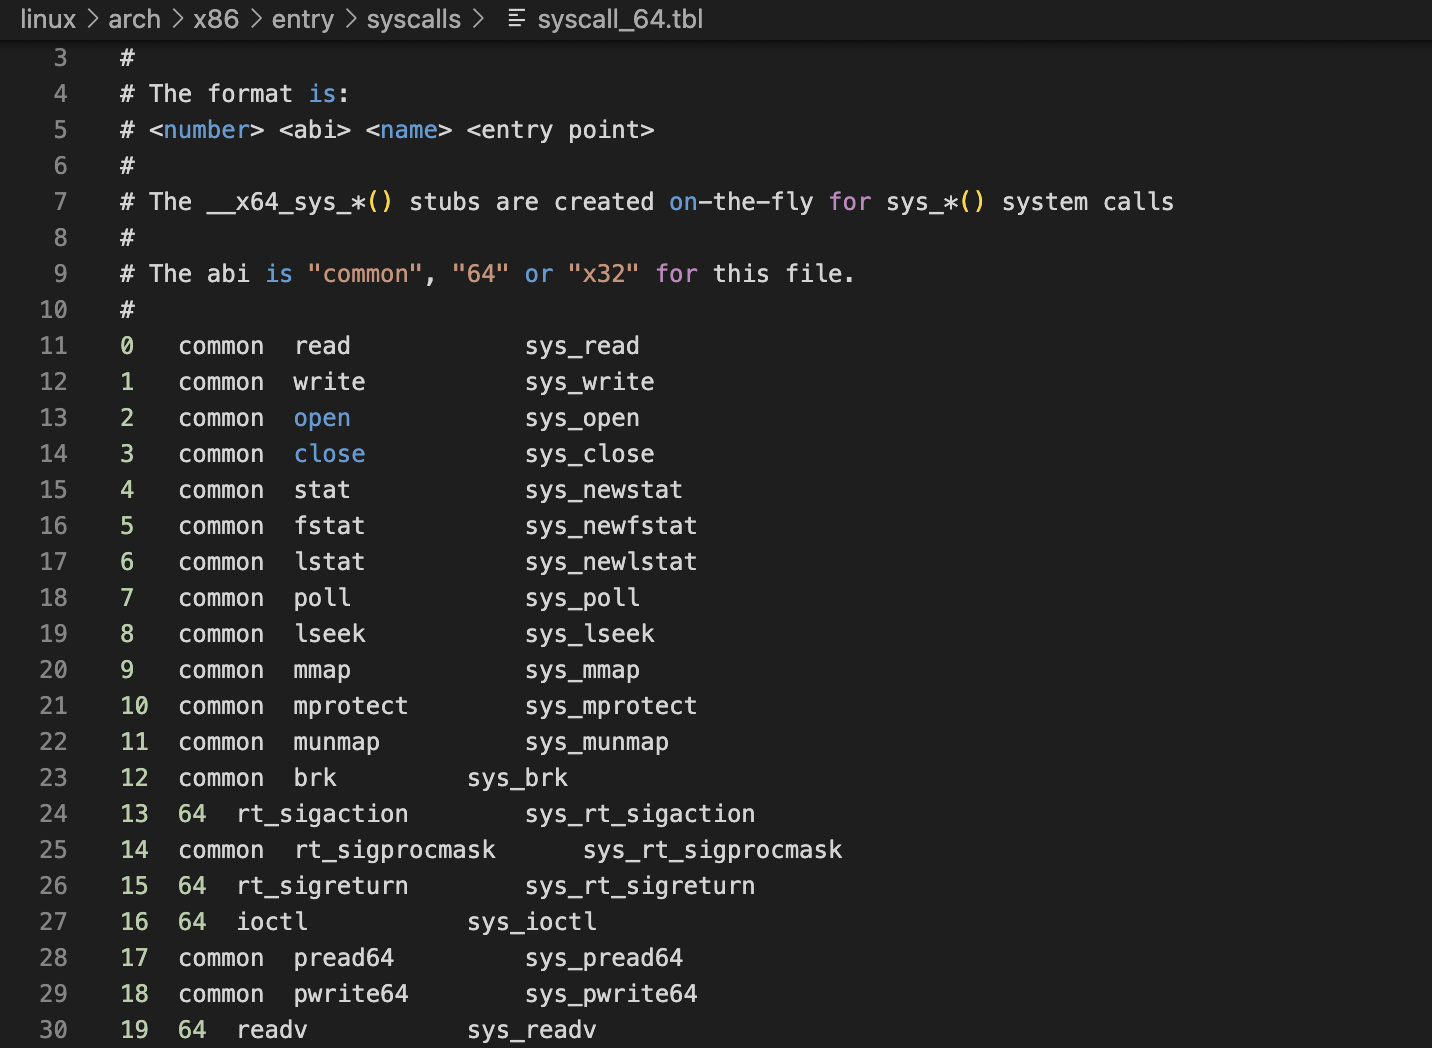 linux > arch > x86 > entry > syscalls > syscall_64.tbl
3 #
4 # The format is:
5 # <number> <abi> <name> <entry point>
6 #
7 # The __x64_sys_*() stubs are created on-the-fly for sys_*() system calls
8 #
9 # The abi is "common", "64" or "x32" for this file.
10 #
11 0 common read sys_read
12 1 common write sys_write
13 2 common open sys_open
14 3 common close sys_close
15 4 common stat sys_newstat
16 5 common fstat sys_newfstat
17 6 common lstat sys_newlstat
18 7 common poll sys_poll
19 8 common lseek sys_lseek
20 9 common mmap sys_mmap
21 10 common mprotect sys_mprotect
22 11 common munmap sys_munmap
23 12 common brk sys_brk
24 13 64 rt_sigaction sys_rt_sigaction
25 14 common rt_sigprocmask sys_rt_sigprocmask
26 15 64 rt_sigreturn sys_rt_sigreturn
27 16 64 ioctl sys_ioctl
28 17 common pread64 sys_pread64
29 18 common pwrite64 sys_pwrite64
30 19 64 readv sys_readv